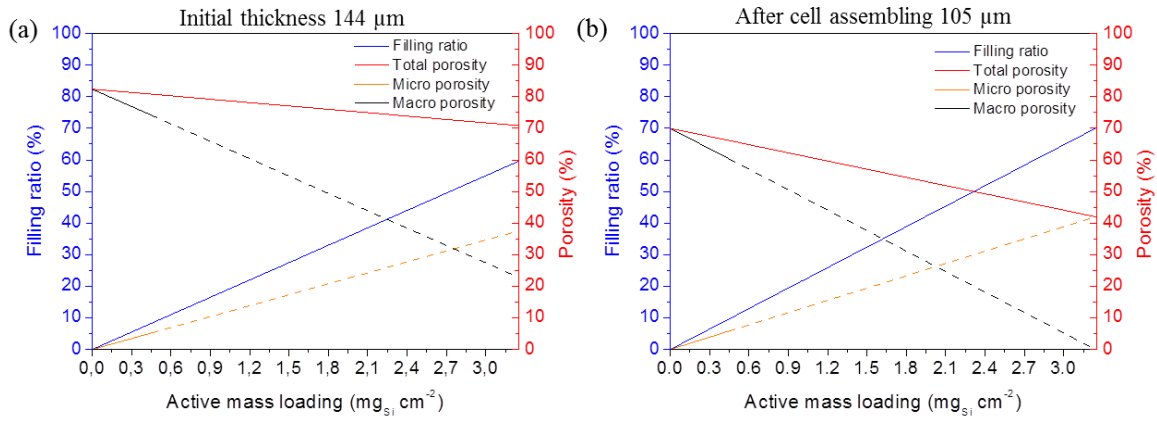 (a) Initial thickness 144 µm
Filling ratio
Total porosity
Micro porosity
Macro porosity
100
90
80
70
60
50
40
30
20
10
0
Filling ratio (%)
100
90
80
70
60
50
40
30
20
10
0
Porosity (%)
0,0 0,3 0,6 0,9 1,2 1,5 1,8 2,1 2,4 2,7 3,0
Active mass loading (mg_Si cm⁻²)
(b) After cell assembling 105 µm
Filling ratio
Total porosity
Micro porosity
Macro porosity
100
90
80
70
60
50
40
30
20
10
0
Filling ratio (%)
100
90
80
70
60
50
40
30
20
10
0
Porosity (%)
0.0 0.3 0.6 0.9 1.2 1.5 1.8 2.1 2.4 2.7 3.0
Active mass loading (mg_Si cm⁻²)